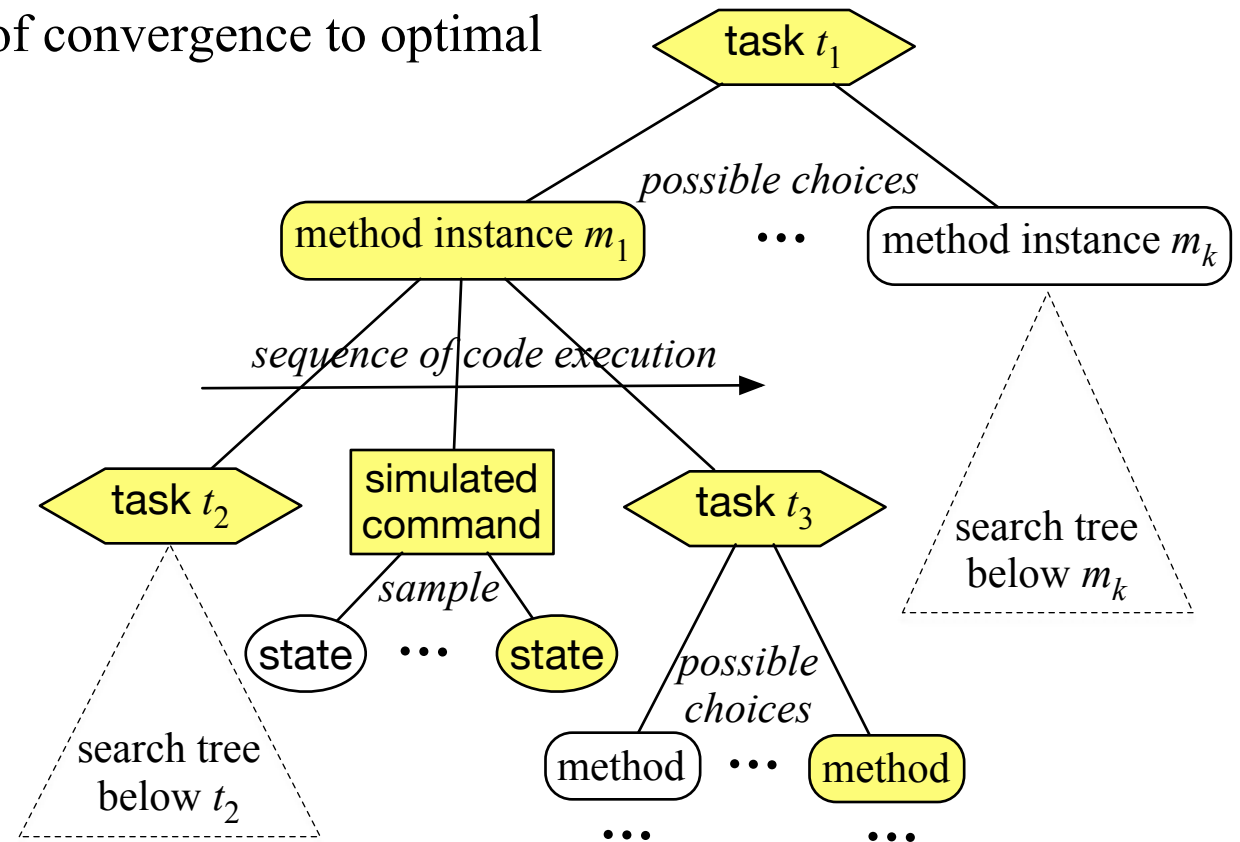 of convergence to optimal
task t₁
possible choices
method instance m₁
...
method instance mₖ
sequence of code execution
task t₂
simulated
command
task t₃
search tree
below mₖ
sample
state
...
state
possible
choices
search tree
below t₂
method
...
method
...
...